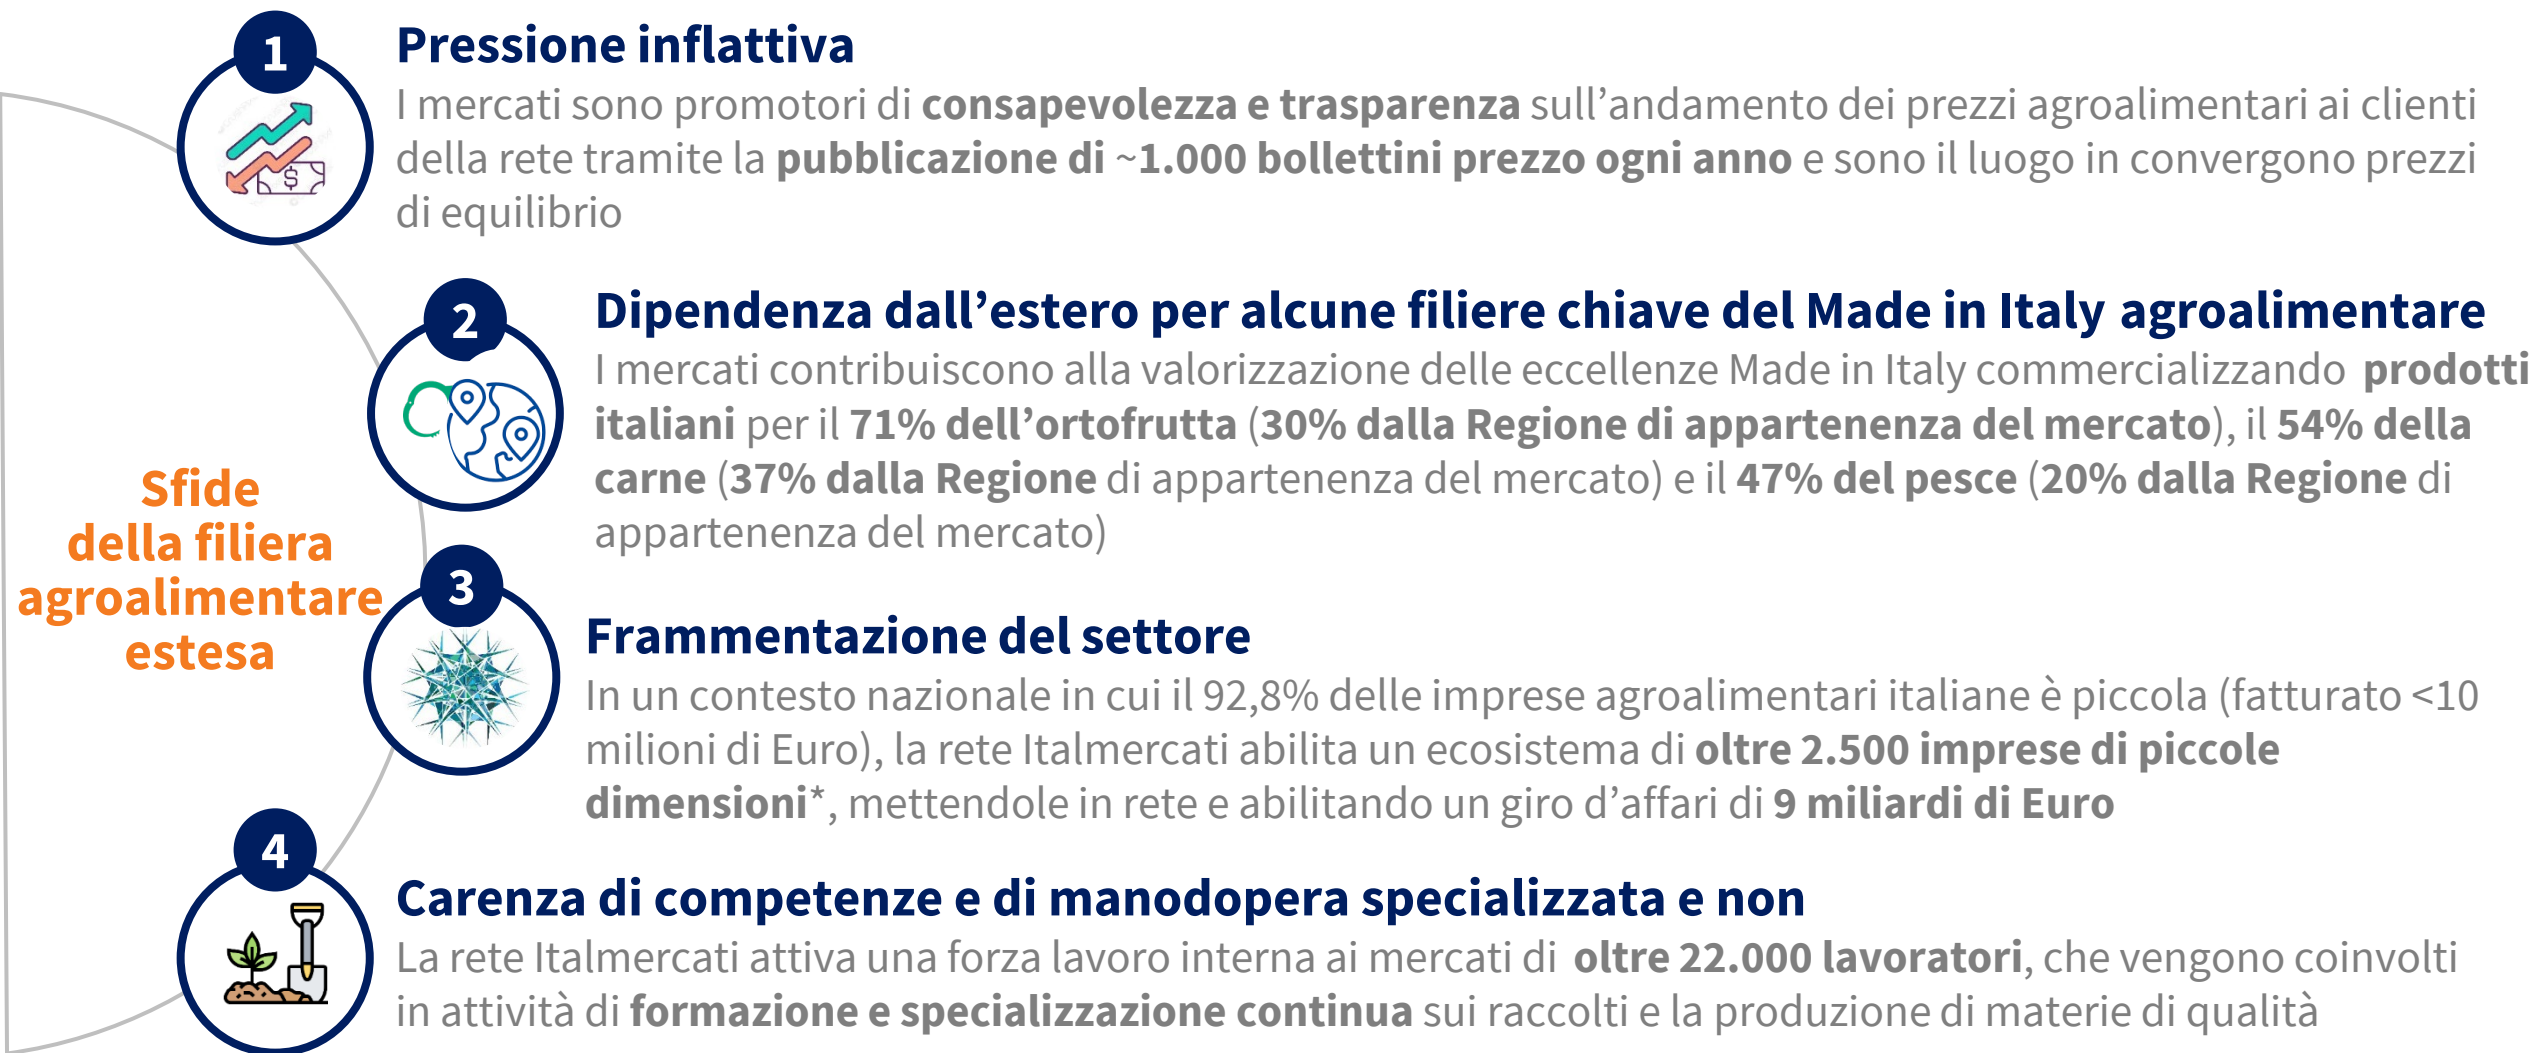 Sfide
della filiera
agroalimentare
estesa
1
Pressione inflattiva
I mercati sono promotori di consapevolezza e trasparenza sull’andamento dei prezzi agroalimentari ai clienti
della rete tramite la pubblicazione di ~1.000 bollettini prezzo ogni anno e sono il luogo in convergono prezzi
di equilibrio
2
Dipendenza dall’estero per alcune filiere chiave del Made in Italy agroalimentare
I mercati contribuiscono alla valorizzazione delle eccellenze Made in Italy commercializzando prodotti
italiani per il 71% dell’ortofrutta (30% dalla Regione di appartenenza del mercato), il 54% della
carne (37% dalla Regione di appartenenza del mercato) e il 47% del pesce (20% dalla Regione di
appartenenza del mercato)
3
Frammentazione del settore
In un contesto nazionale in cui il 92,8% delle imprese agroalimentari italiane è piccola (fatturato <10
milioni di Euro), la rete Italmercati abilita un ecosistema di oltre 2.500 imprese di piccole
dimensioni*, mettendole in rete e abilitando un giro d’affari di 9 miliardi di Euro
4
Carenza di competenze e di manodopera specializzata e non
La rete Italmercati attiva una forza lavoro interna ai mercati di oltre 22.000 lavoratori, che vengono coinvolti
in attività di formazione e specializzazione continua sui raccolti e la produzione di materie di qualità